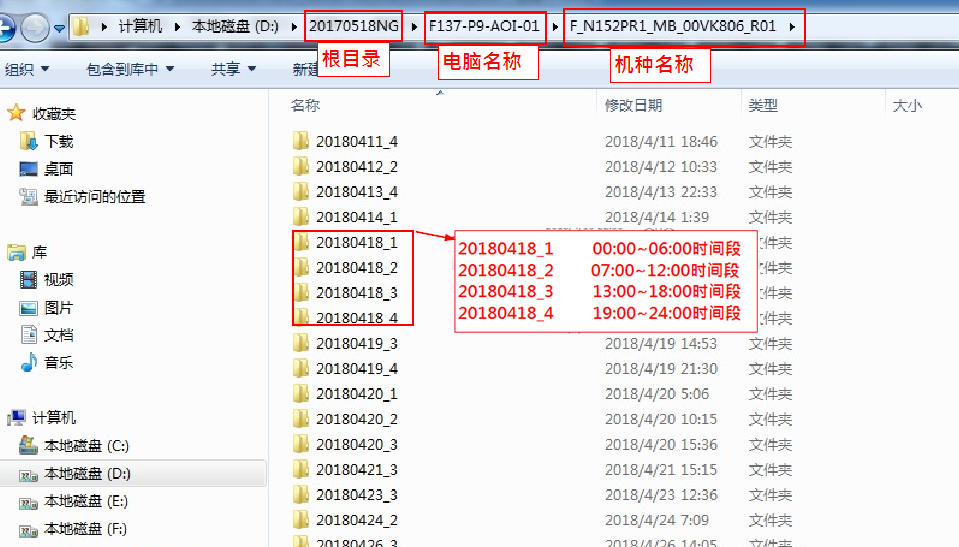 计算机 本地磁盘 (D:) 20170518NG F137-P9-AOI-01 F_N152PR1_MB_00VK806_R01
根目录 电脑名称 机种名称
组织 包含到库中 共享 新建
名称 修改日期 类型 大小
收藏夹
下载
桌面
最近访问的位置
库
视频
图片
文档
音乐
计算机
本地磁盘 (C:)
本地磁盘 (D:)
本地磁盘 (E:)
本地磁盘 (F:)
20180411_4 2018/4/11 18:46 文件夹
20180412_2 2018/4/12 10:33 文件夹
20180413_4 2018/4/13 22:33 文件夹
20180414_1 2018/4/14 1:39 文件夹
20180418_1 件夹
20180418_2 件夹
20180418_3 件夹
20180418_4 件夹
20180418_1 00:00~06:00时间段
20180418_2 07:00~12:00时间段
20180418_3 13:00~18:00时间段
20180418_4 19:00~24:00时间段
20180419_3 2018/4/19 14:53 文件夹
20180419_4 2018/4/19 21:30 文件夹
20180420_1 2018/4/20 5:06 文件夹
20180420_2 2018/4/20 10:15 文件夹
20180420_3 2018/4/20 15:36 文件夹
20180421_3 2018/4/21 15:15 文件夹
20180423_3 2018/4/23 12:36 文件夹
20180424_2 2018/4/24 7:09 文件夹
20180426_3 2018/4/26 14:05 文件夹